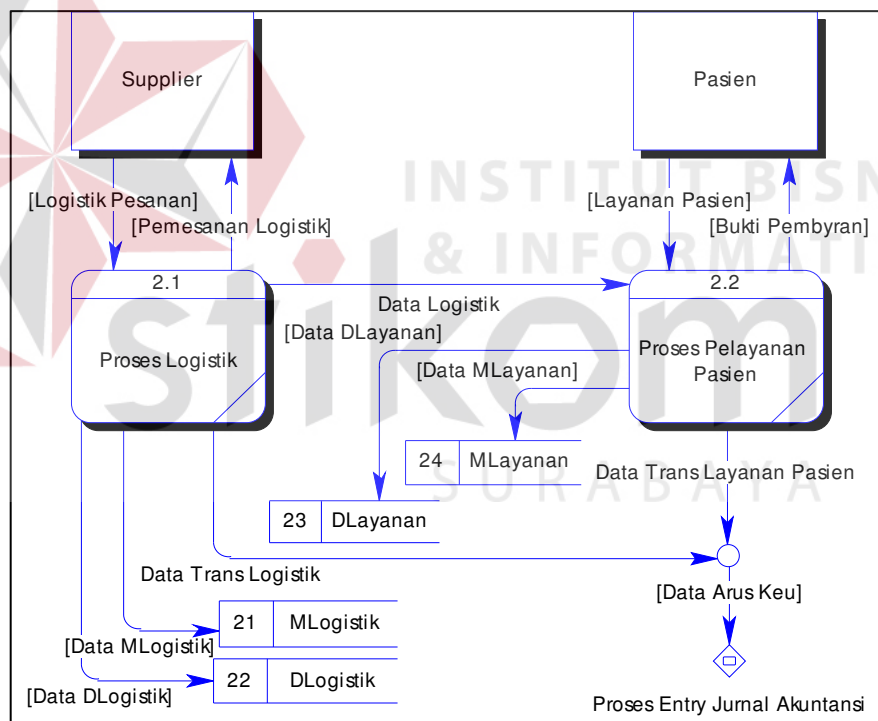 Supplier
Pasien
INSTITUT BISN
[Logistik Pesanan]
[Layanan Pasien]
[Pemesanan Logistik]
[Bukti Pembyran]
& INFORMATI
2.1
2.2
Data Logistik
stikom
[Data DLayanan]
Proses Logistik
Proses Pelayanan
Pasien
[Data MLayanan]
24 MLayanan
Data Trans Layanan Pasien
SURABAYA
23 DLayanan
Data Trans Logistik
[Data Arus Keu]
21 MLogistik
[Data MLogistik]
22 DLogistik
[Data DLogistik]
Proses Entry Jurnal Akuntansi